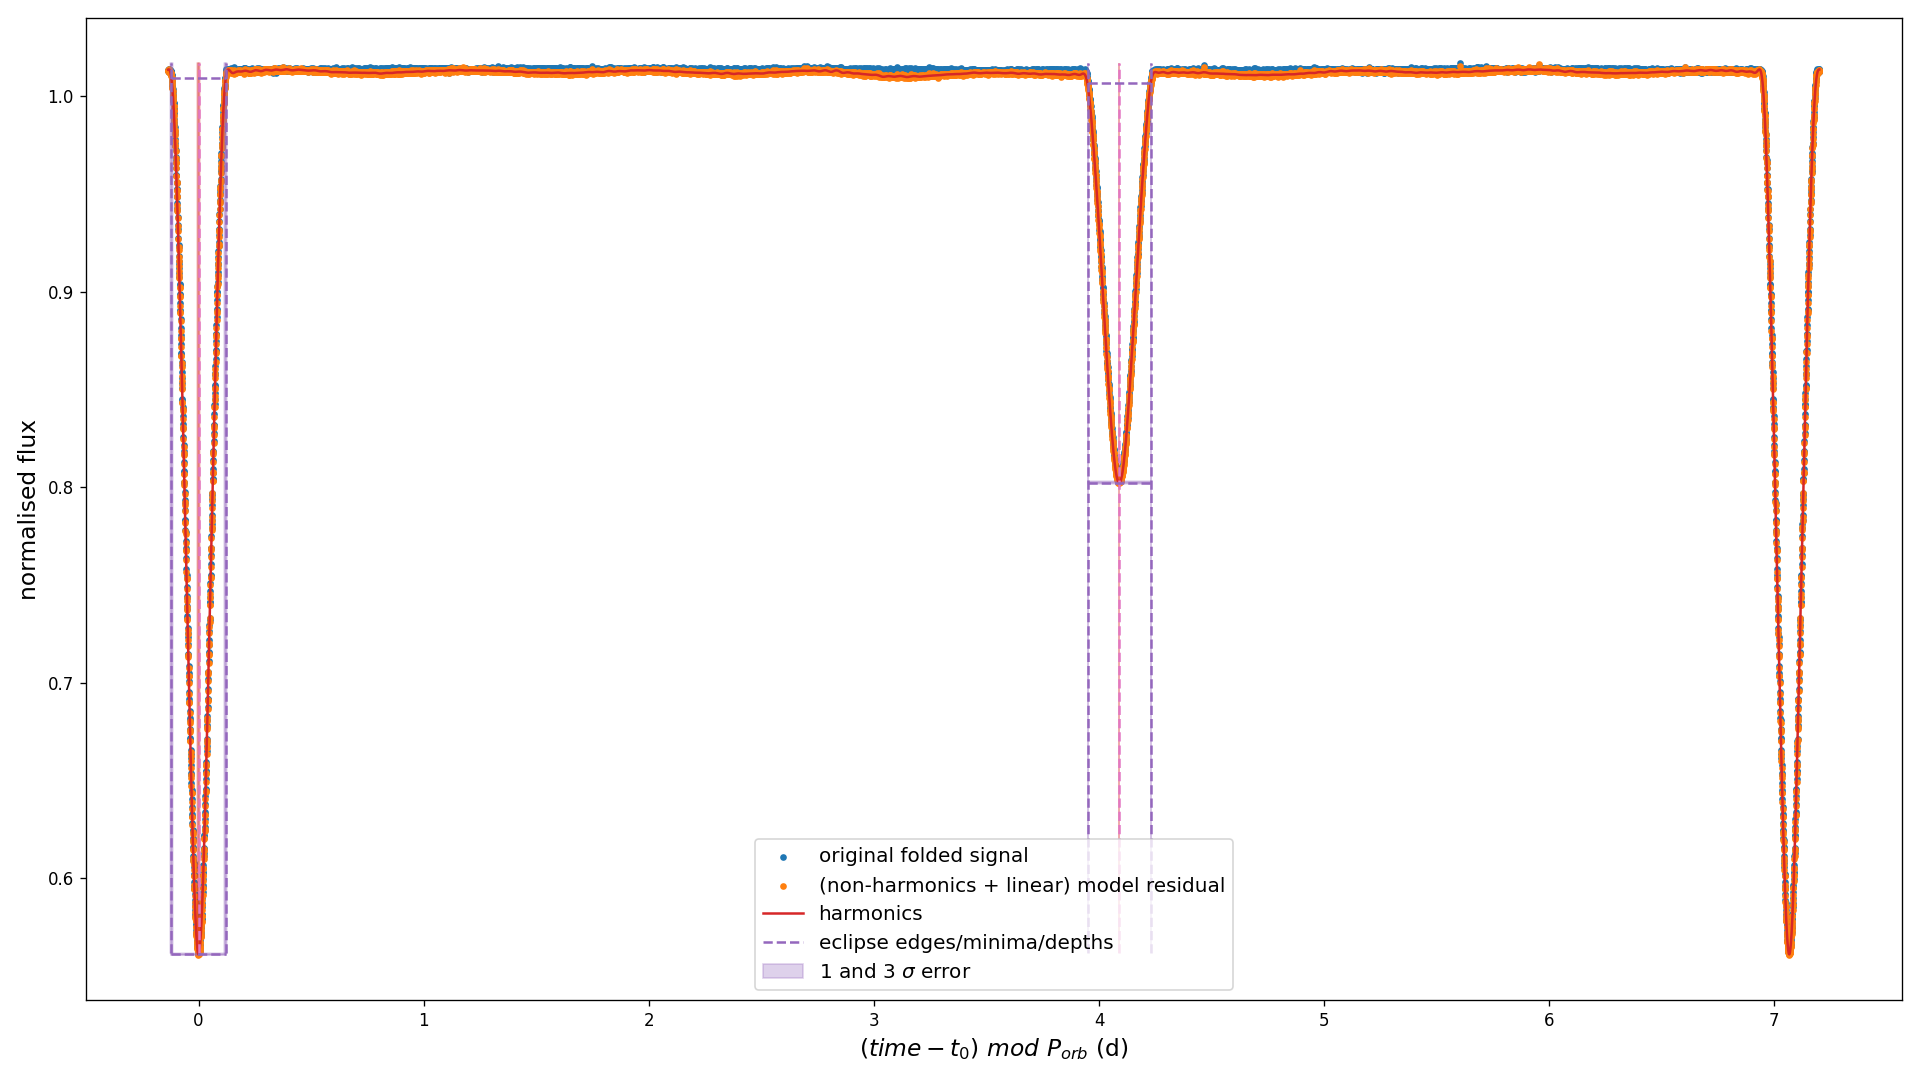 normalised flux
1.0
0.9
0.8
0.7
0.6
original folded signal
(non-harmonics + linear) model residual
harmonics
eclipse edges/minima/depths
1 and 3 σ error
0 1 2 3 4 5 6 7
(time − t₀) mod Pₒᵣb (d)